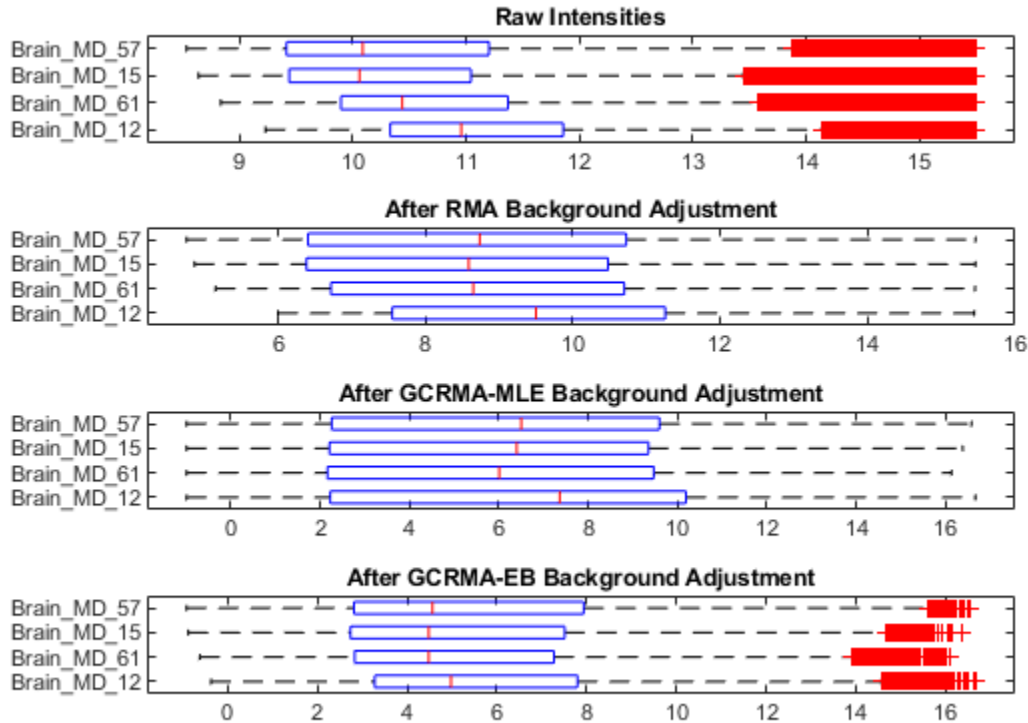 Raw Intensities
Brain_MD_57
Brain_MD_15
Brain_MD_61
Brain_MD_12
9 10 11 12 13 14 15
After RMA Background Adjustment
Brain_MD_57
Brain_MD_15
Brain_MD_61
Brain_MD_12
6 8 10 12 14 16
After GCRMA-MLE Background Adjustment
Brain_MD_57
Brain_MD_15
Brain_MD_61
Brain_MD_12
0 2 4 6 8 10 12 14 16
After GCRMA-EB Background Adjustment
Brain_MD_57
Brain_MD_15
Brain_MD_61
Brain_MD_12
0 2 4 6 8 10 12 14 16